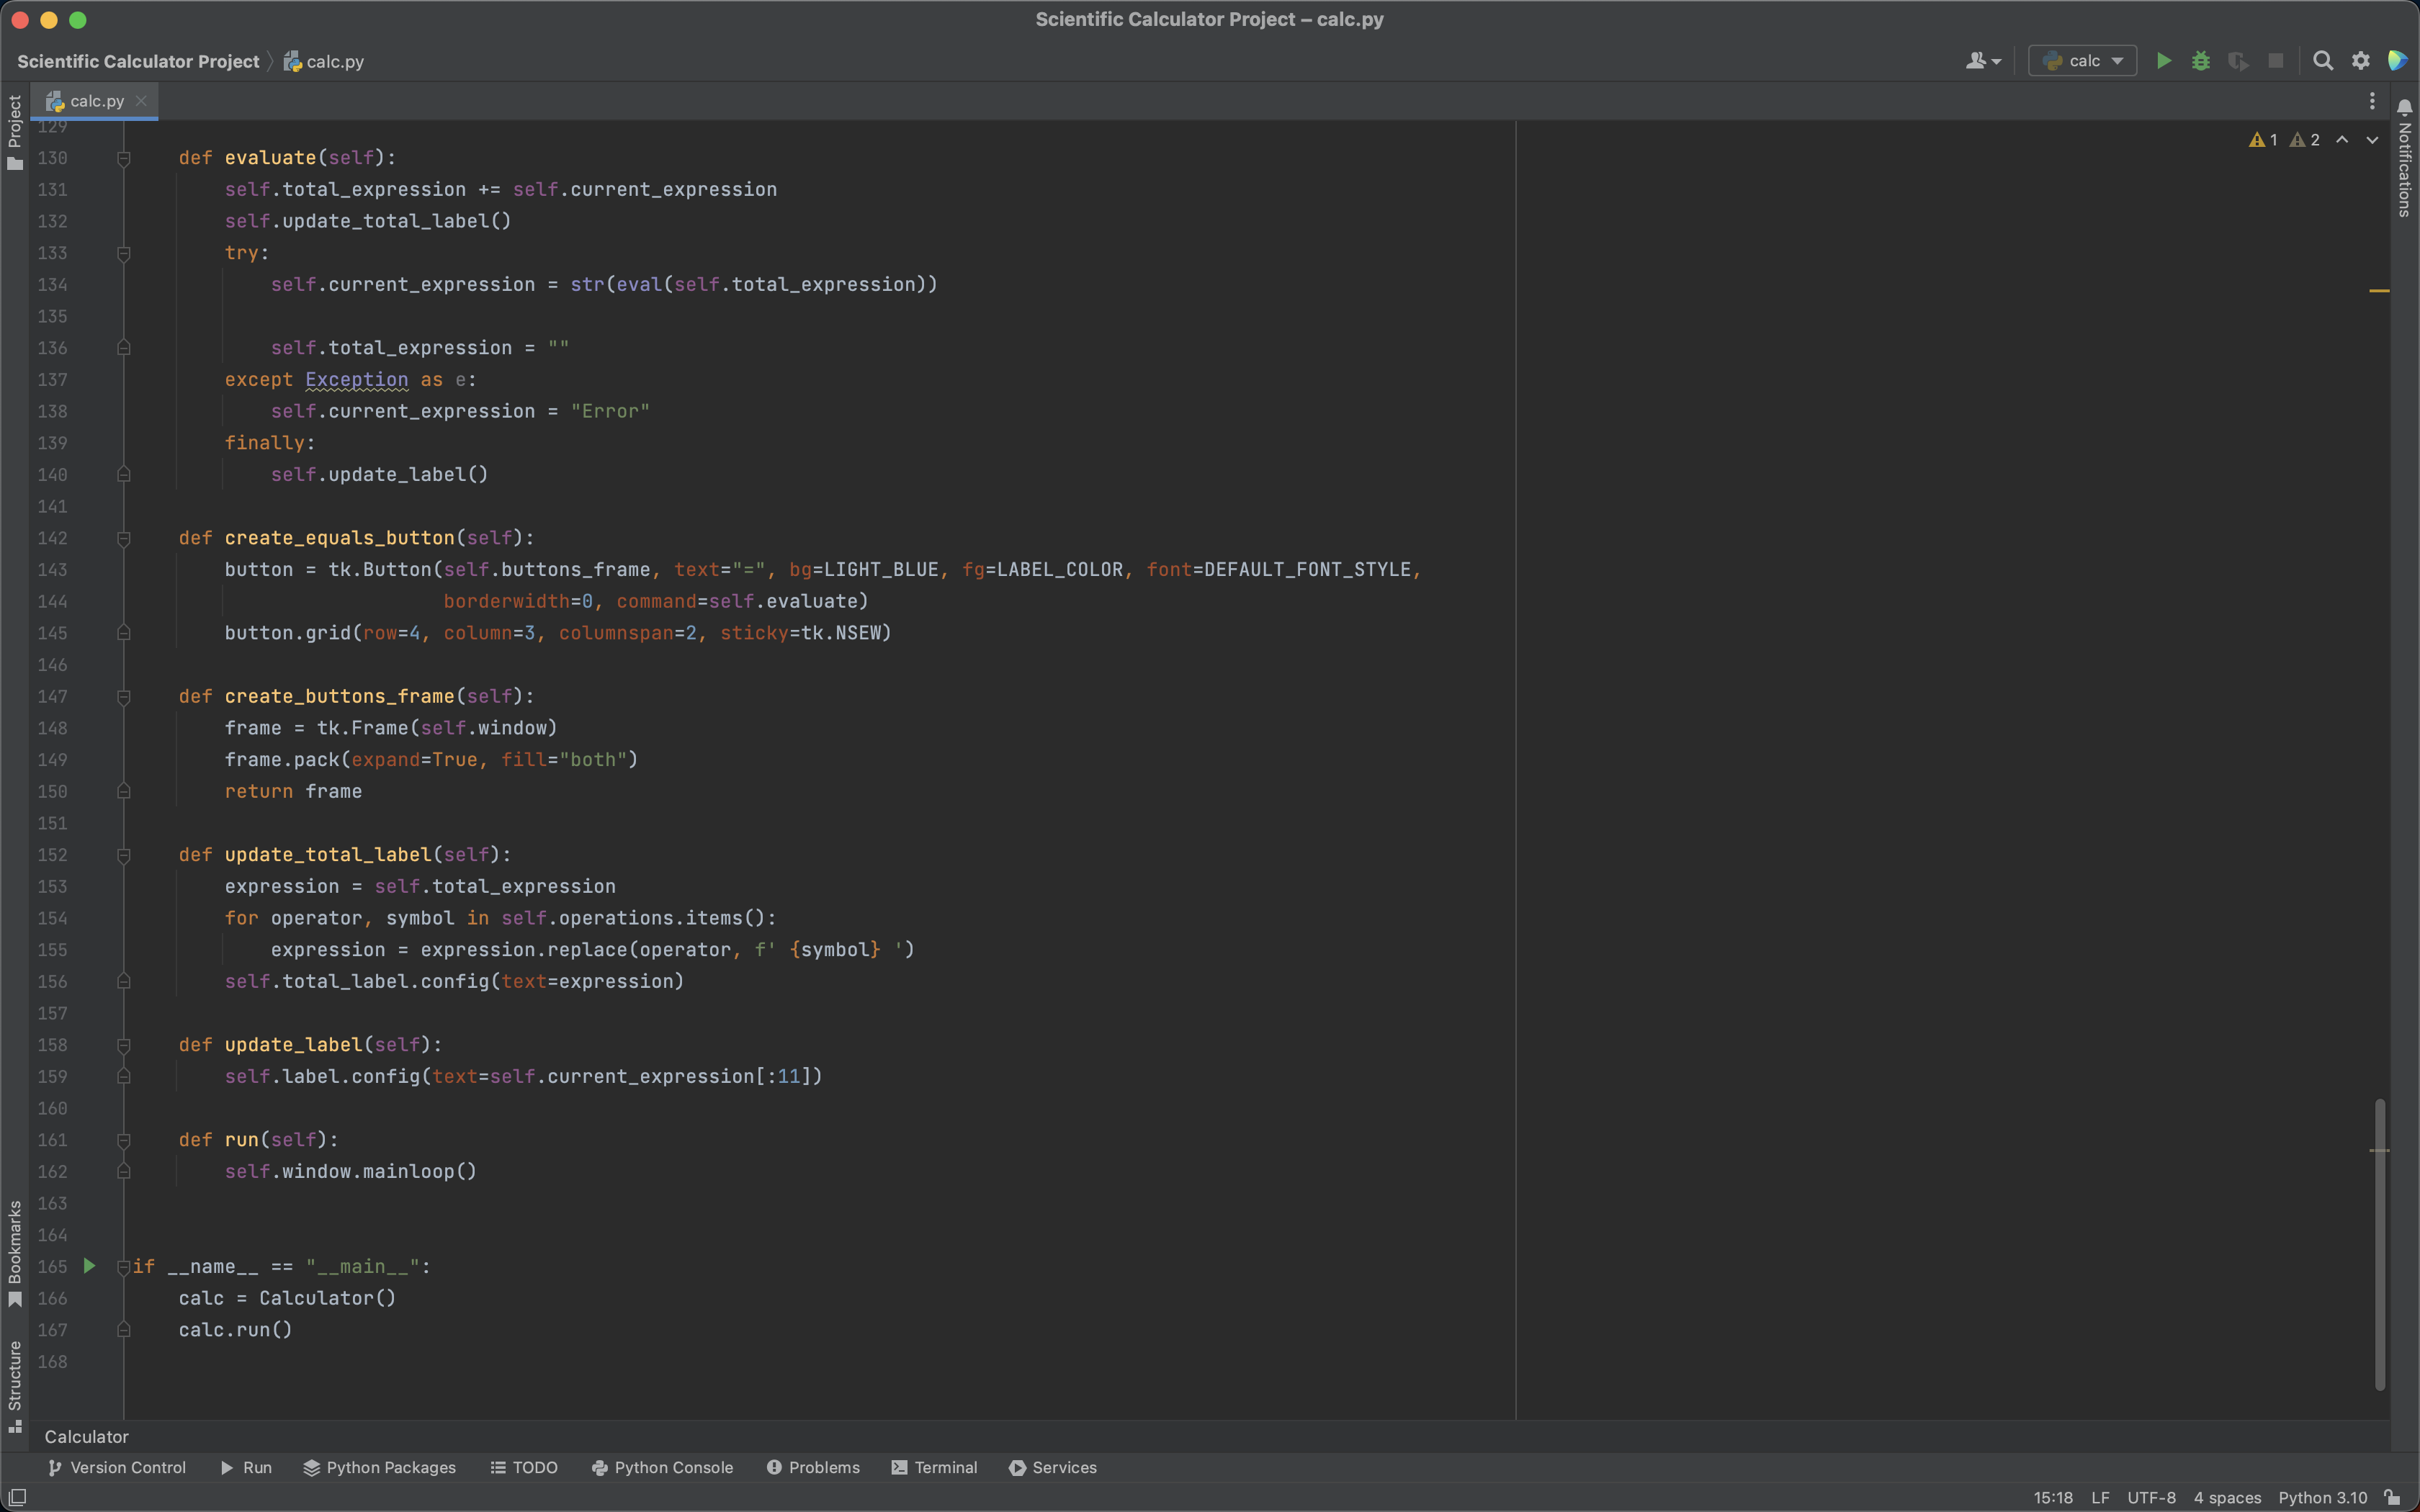 Scientific Calculator Project – calc.py
Scientific Calculator Project
calc.py
calc
calc.py
Project
Notifications
1 2
129
130 def evaluate(self):
131 self.total_expression += self.current_expression
132 self.update_total_label()
133 try:
134 self.current_expression = str(eval(self.total_expression))
135
136 self.total_expression = ""
137 except Exception as e:
138 self.current_expression = "Error"
139 finally:
140 self.update_label()
141
142 def create_equals_button(self):
143 button = tk.Button(self.buttons_frame, text="=", bg=LIGHT_BLUE, fg=LABEL_COLOR, font=DEFAULT_FONT_STYLE,
144 borderwidth=0, command=self.evaluate)
145 button.grid(row=4, column=3, columnspan=2, sticky=tk.NSEW)
146
147 def create_buttons_frame(self):
148 frame = tk.Frame(self.window)
149 frame.pack(expand=True, fill="both")
150 return frame
151
152 def update_total_label(self):
153 expression = self.total_expression
154 for operator, symbol in self.operations.items():
155 expression = expression.replace(operator, f' {symbol} ')
156 self.total_label.config(text=expression)
157
158 def update_label(self):
159 self.label.config(text=self.current_expression[:11])
160
161 def run(self):
162 self.window.mainloop()
163
164
165 if __name__ == "__main__":
166 calc = Calculator()
167 calc.run()
168
Bookmarks
Structure
Calculator
Version Control Run Python Packages TODO Python Console Problems Terminal Services
15:18 LF UTF-8 4 spaces Python 3.10